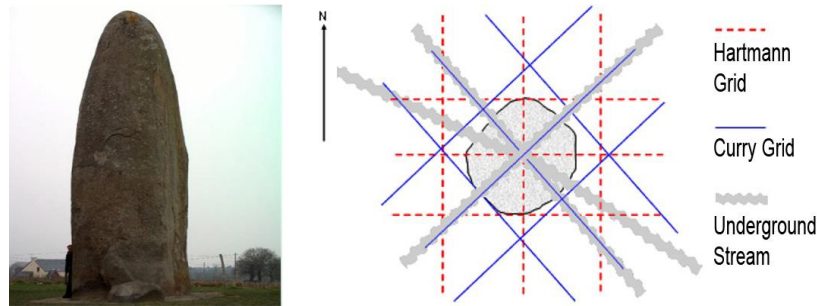 N
Hartmann
Grid
Curry Grid
Underground
Stream